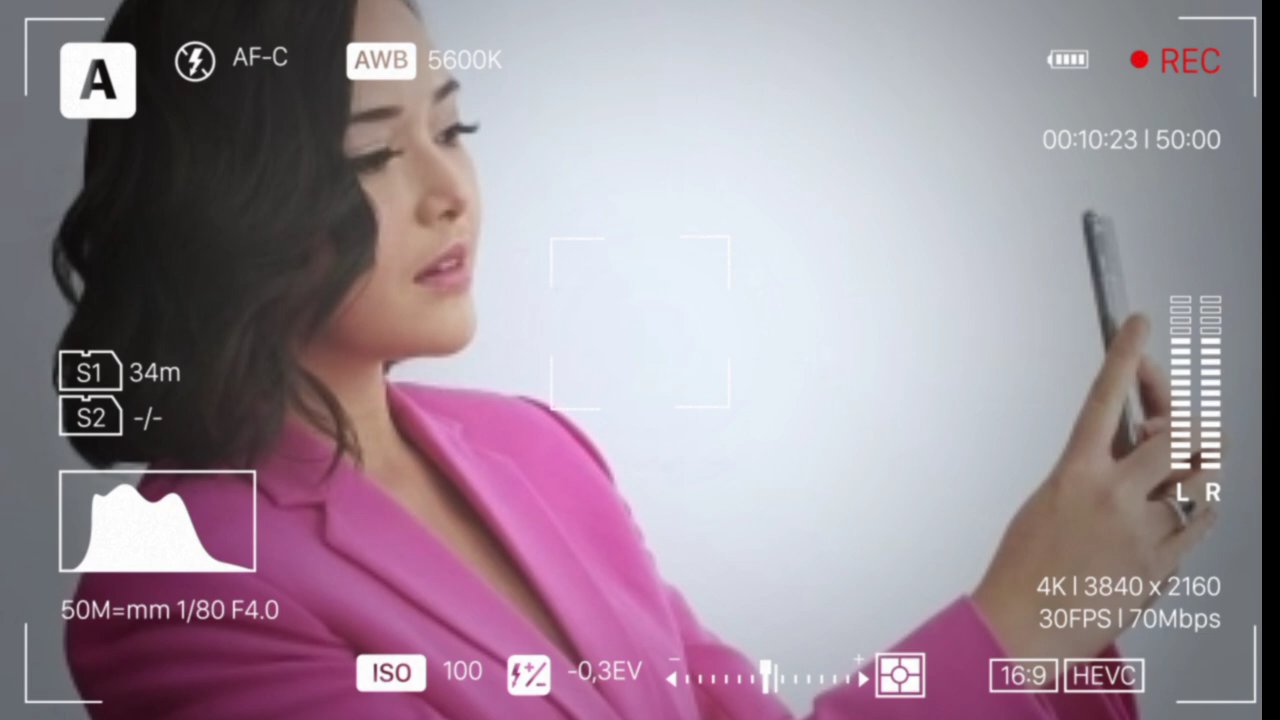 A AF-C AWB 5600K REC
00:10:23 | 50:00
S1 34m
S2 -/-
L R
4K | 3840 x 2160
50M=mm 1/80 F4.0
30FPS | 70Mbps
ISO 100 -0,3EV 16:9 HEVC